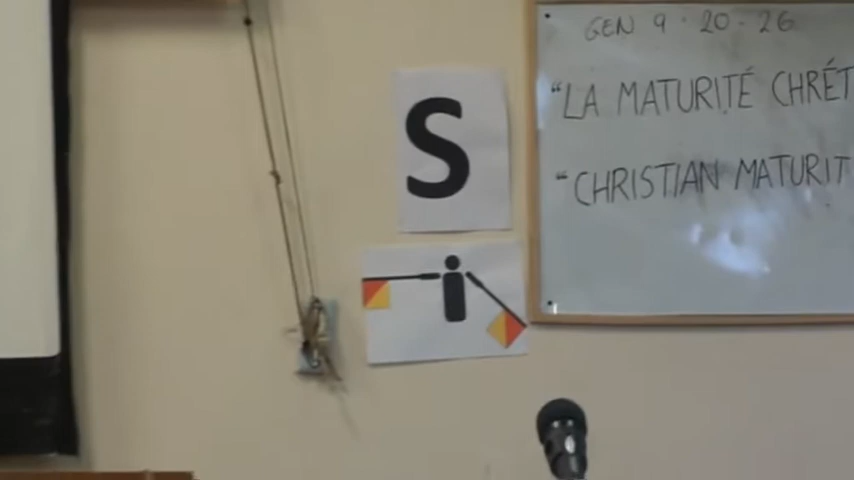 S
GEN 9 · 20 - 26
"LA MATURITÉ CHRÉT
"CHRISTIAN MATURIT